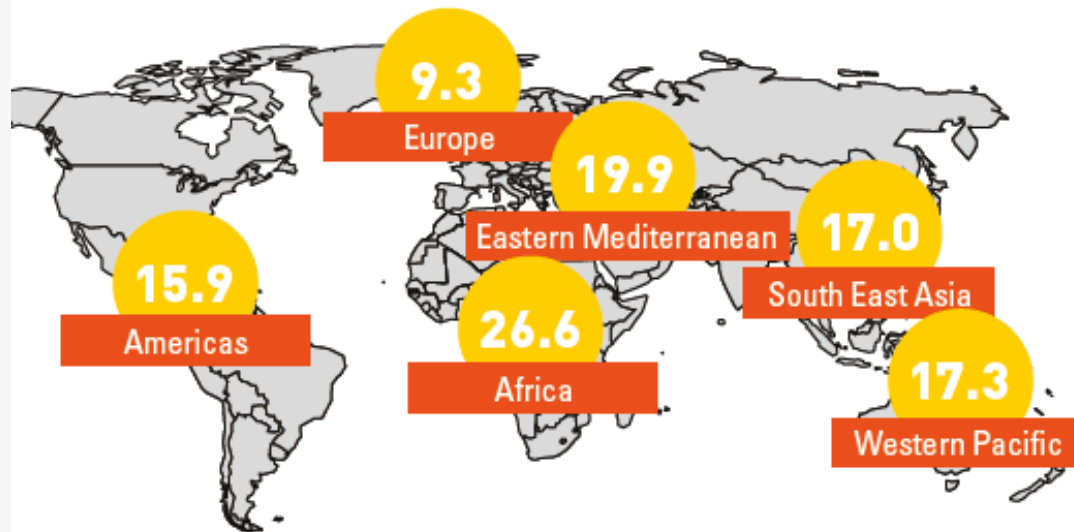 9.3
Europe
19.9
Eastern Mediterranean
17.0
South East Asia
15.9
Americas
26.6
Africa
17.3
Western Pacific